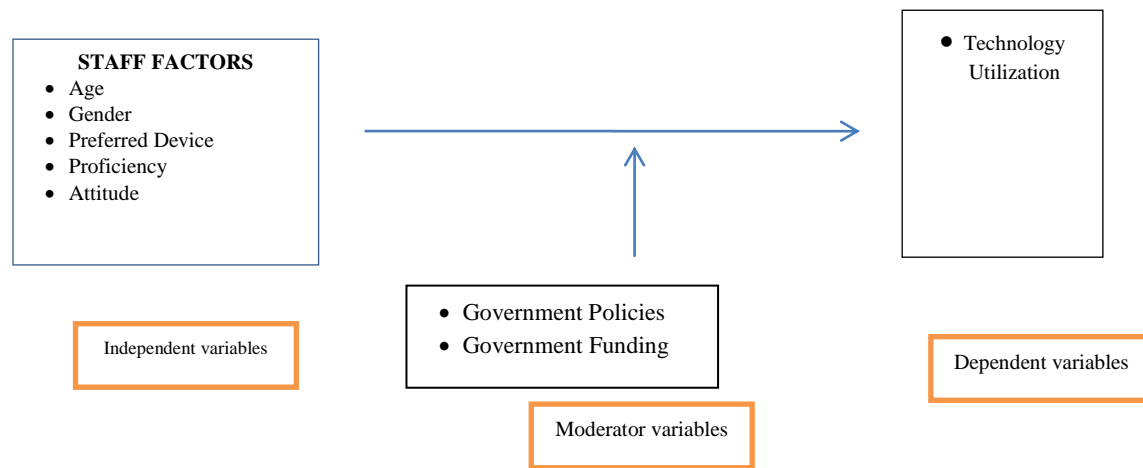 STAFF FACTORS
• Age
• Gender
• Preferred Device
• Proficiency
• Attitude
• Technology
Utilization
• Government Policies
• Government Funding
Independent variables
Moderator variables
Dependent variables